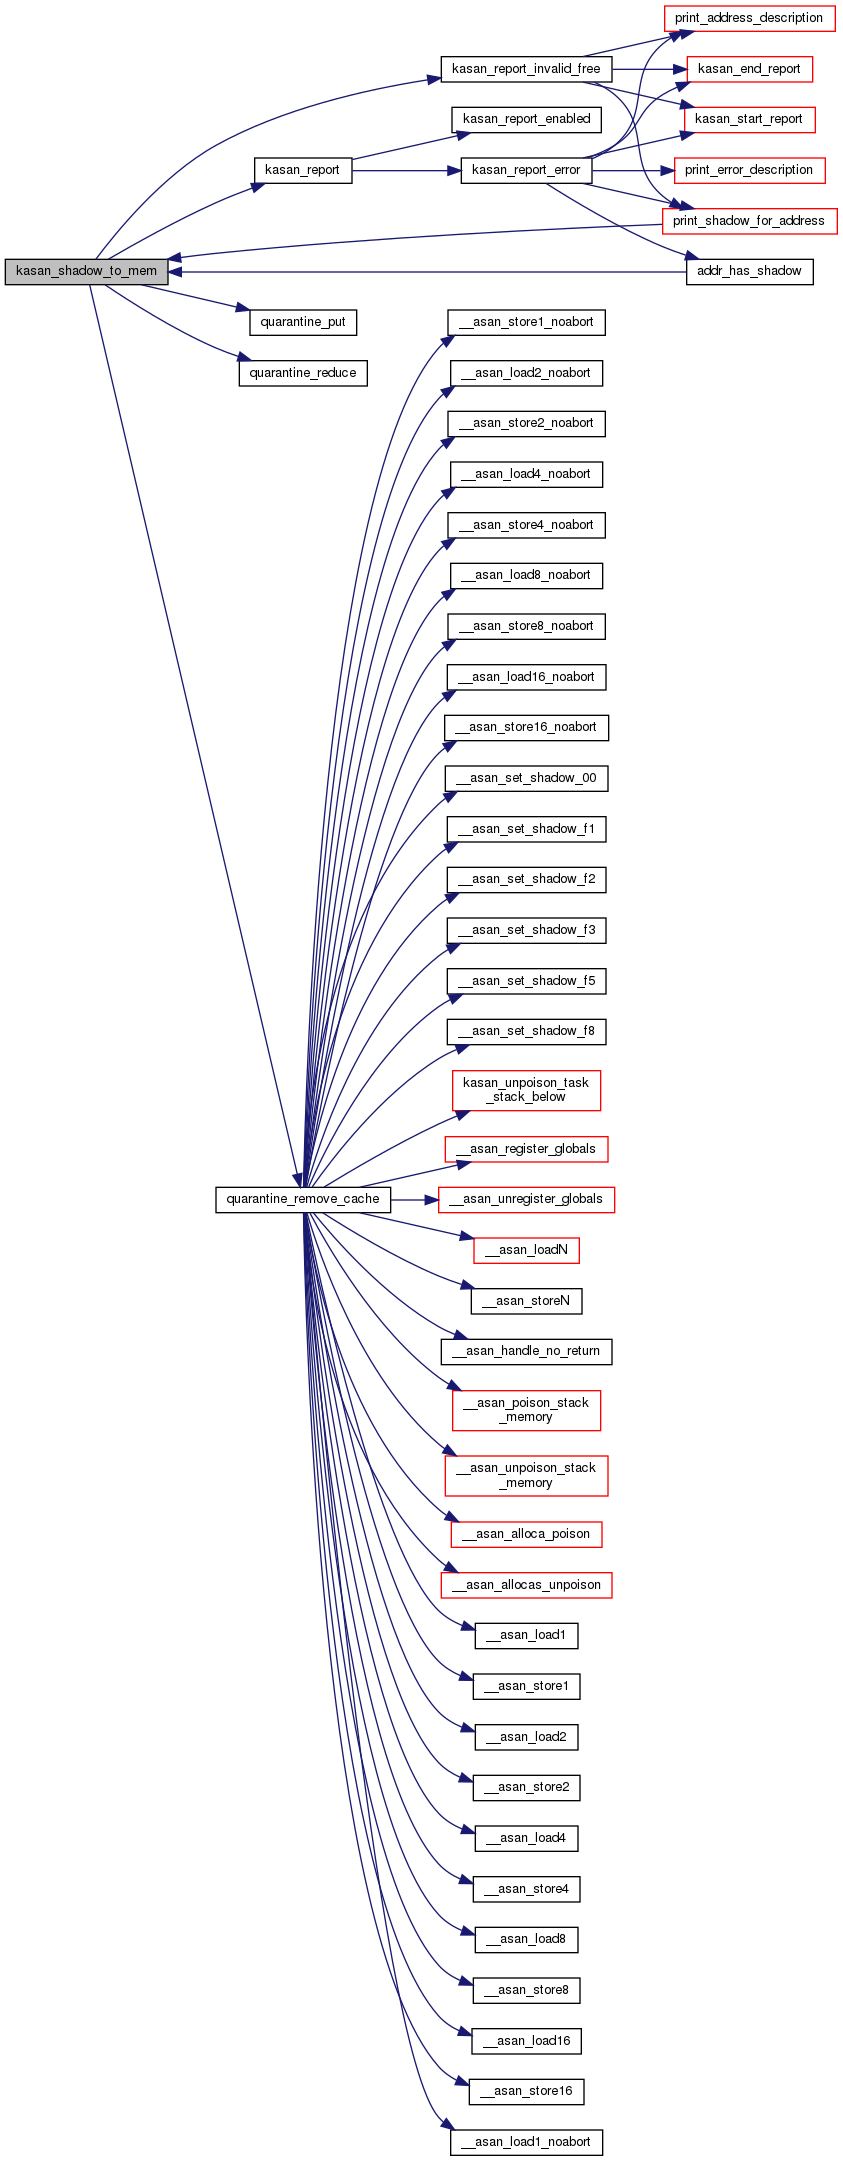 print_address_description
kasan_report_invalid_free
kasan_end_report
kasan_report_enabled
kasan_start_report
kasan_report
kasan_report_error
print_error_description
print_shadow_for_address
kasan_shadow_to_mem
addr_has_shadow
quarantine_put
__asan_store1_noabort
quarantine_reduce
__asan_load2_noabort
__asan_store2_noabort
__asan_load4_noabort
__asan_store4_noabort
__asan_load8_noabort
__asan_store8_noabort
__asan_load16_noabort
__asan_store16_noabort
__asan_set_shadow_00
__asan_set_shadow_f1
__asan_set_shadow_f2
__asan_set_shadow_f3
__asan_set_shadow_f5
__asan_set_shadow_f8
kasan_unpoison_task
_stack_below
__asan_register_globals
quarantine_remove_cache
__asan_unregister_globals
__asan_loadN
__asan_storeN
__asan_handle_no_return
__asan_poison_stack
_memory
__asan_unpoison_stack
_memory
__asan_alloca_poison
__asan_allocas_unpoison
__asan_load1
__asan_store1
__asan_load2
__asan_store2
__asan_load4
__asan_store4
__asan_load8
__asan_store8
__asan_load16
__asan_store16
__asan_load1_noabort